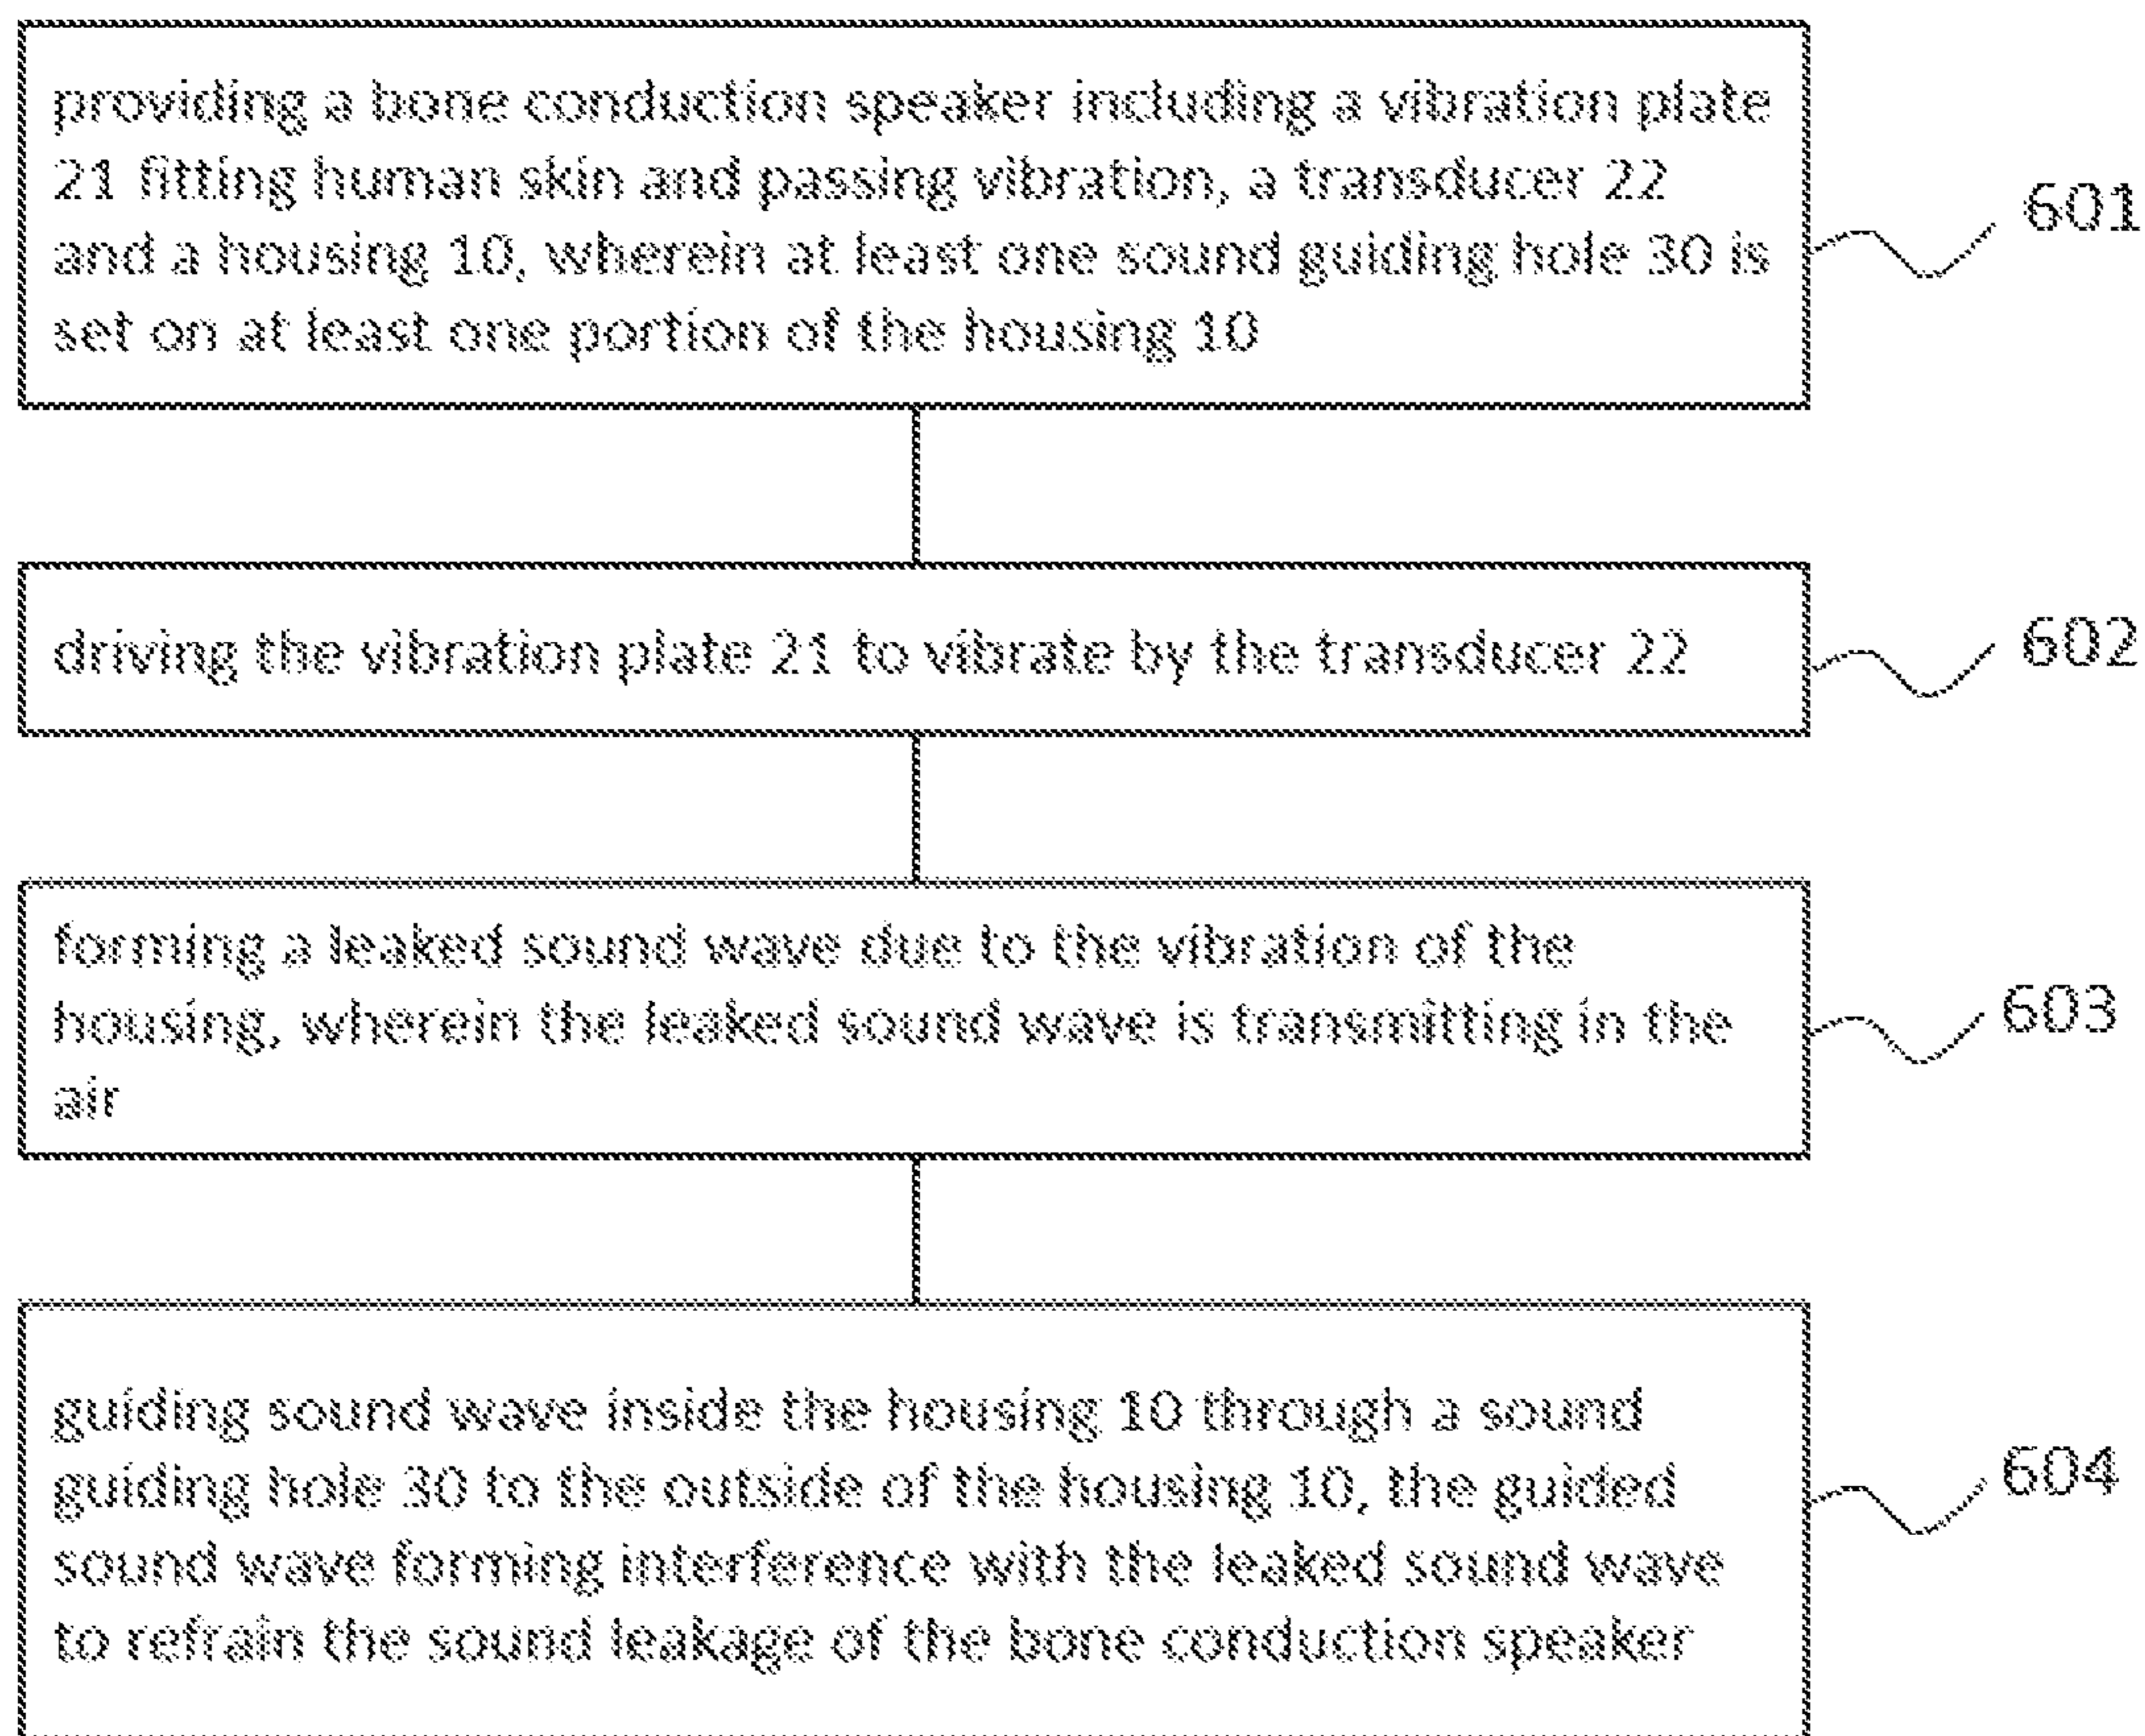 providing a bone conduction speaker including a vibration plate
21 fitting human skin and passing vibration, a transducer 22
and a housing 10, wherein at least one sound guiding hole 30 is
set on at least one portion of the housing 10
601
driving the vibration plate 21 to vibrate by the transducer 22
602
forming a leaked sound wave due to the vibration of the
housing, wherein the leaked sound wave is transmitting in the
air
603
guiding sound wave inside the housing 10 through a sound
guiding hole 30 to the outside of the housing 10, the guided
sound wave forming interference with the leaked sound wave
to refrain the sound leakage of the bone conduction speaker
604